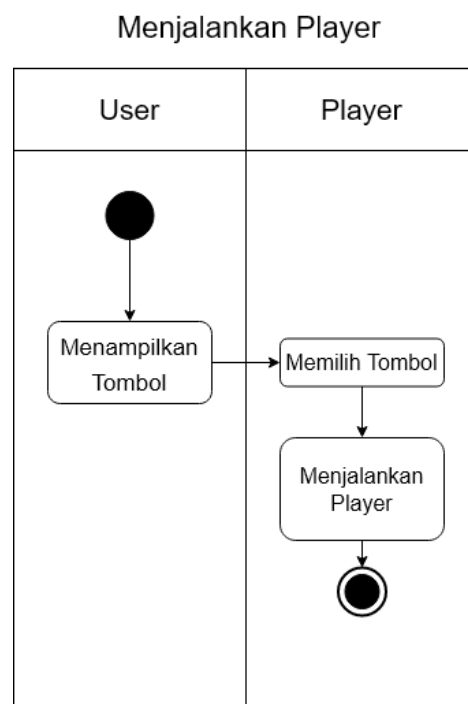 Menjalankan Player
User
Player
Menampilkan
Tombol
Memilih Tombol
Menjalankan
Player